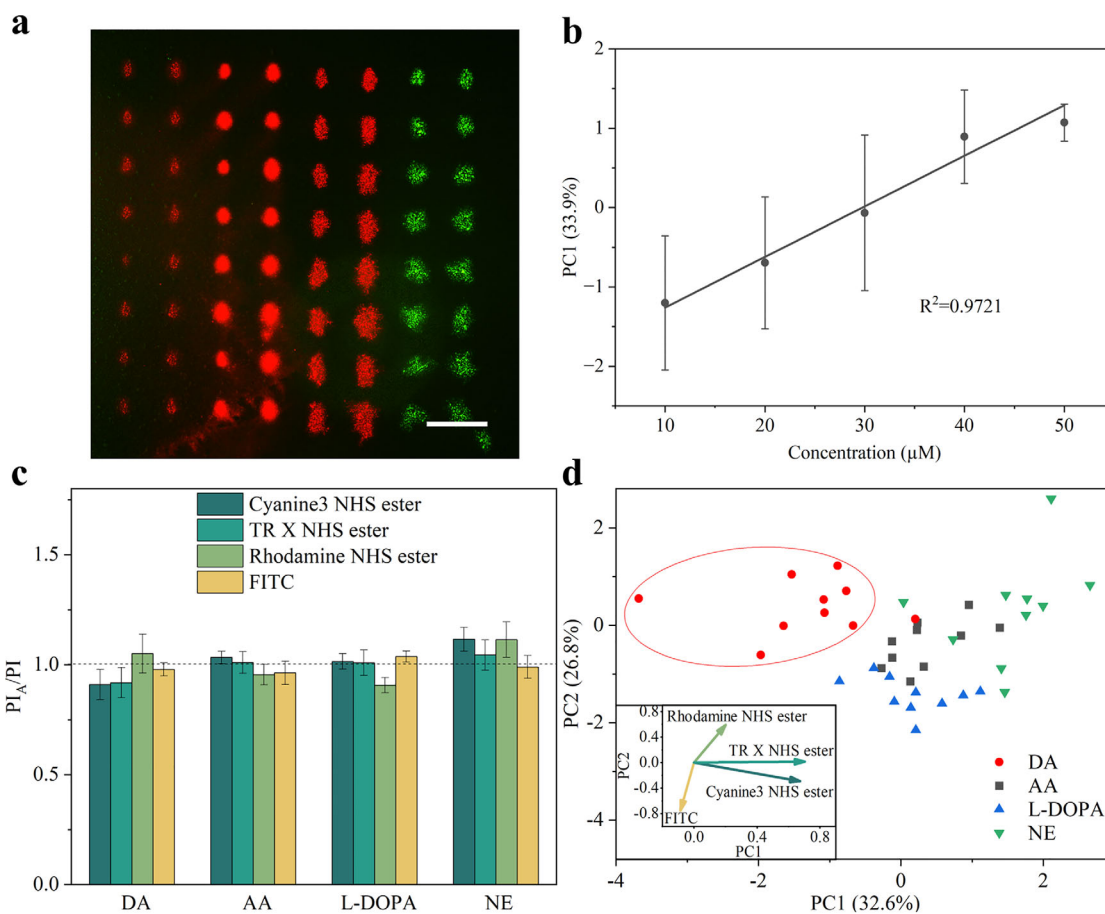 a
b
2
1
0
−1
−2
PC1 (33.9%)
R²=0.9721
10 20 30 40 50
Concentration (µM)
c
Cyanine3 NHS ester
TR X NHS ester
Rhodamine NHS ester
FITC
1.5
1.0
0.5
0.0
PI_A/PI
DA AA L-DOPA NE
d
2
0
-2
-4
PC2 (26.8%)
0.8
0.4
0.0
-0.4
-0.8
PC2
Rhodamine NHS ester
TR X NHS ester
Cyanine3 NHS ester
FITC
0.0 0.4 0.8
PC1
DA
AA
L-DOPA
NE
-4 -2 0 2
PC1 (32.6%)